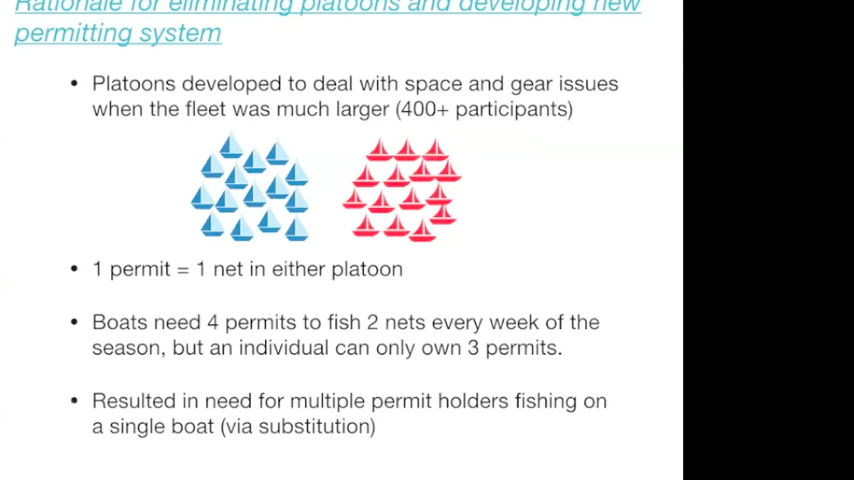 Rationale for eliminating platoons and developing new
permitting system
• Platoons developed to deal with space and gear issues
when the fleet was much larger (400+ participants)
• 1 permit = 1 net in either platoon
• Boats need 4 permits to fish 2 nets every week of the
season, but an individual can only own 3 permits.
• Resulted in need for multiple permit holders fishing on
a single boat (via substitution)